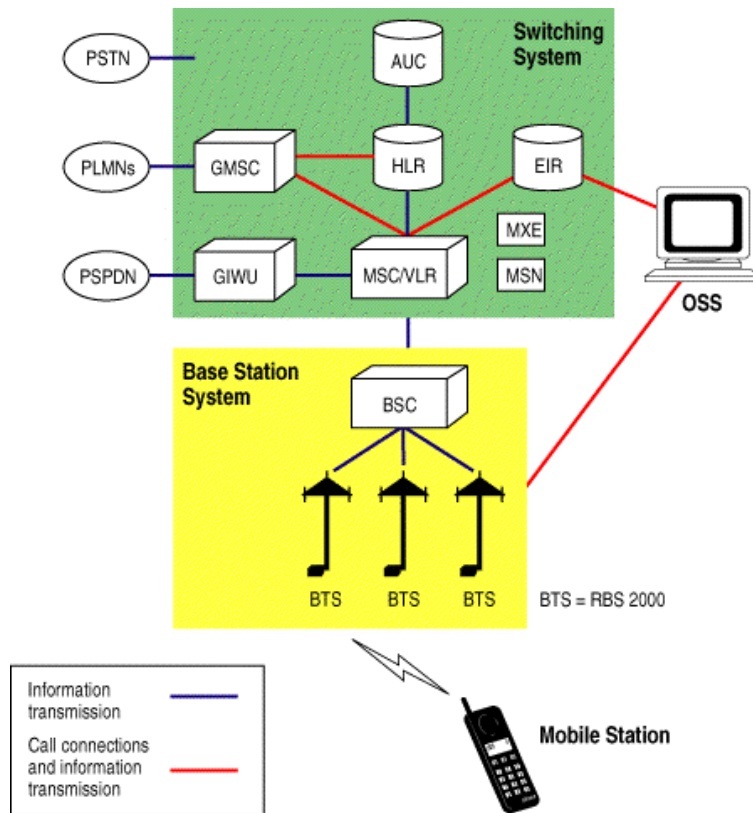 Switching
System
PSTN
AUC
PLMNs
GMSC
HLR
EIR
MXE
PSPDN
GIWU
MSC/VLR
MSN
OSS
Base Station
System
BSC
BTS
BTS
BTS
BTS = RBS 2000
Information
transmission
Call connections
and information
transmission
Mobile Station